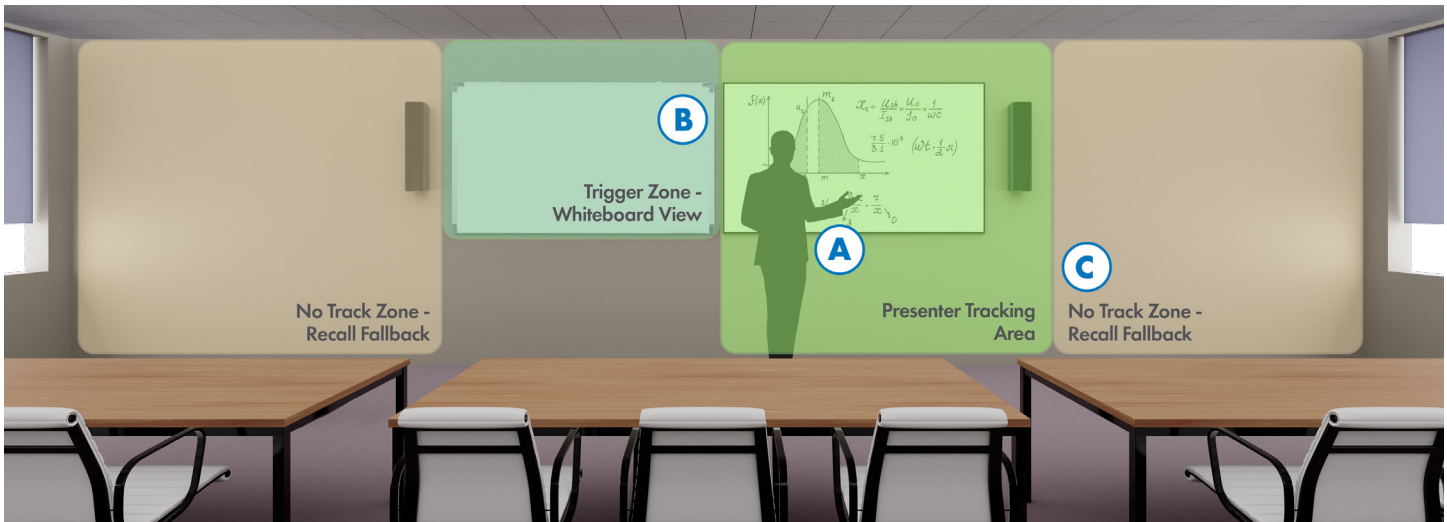 B
Trigger Zone -
Whiteboard View
f(x)
m
x
A
No Track Zone -
Recall Fallback
Presenter Tracking
Area
C
No Track Zone -
Recall Fallback